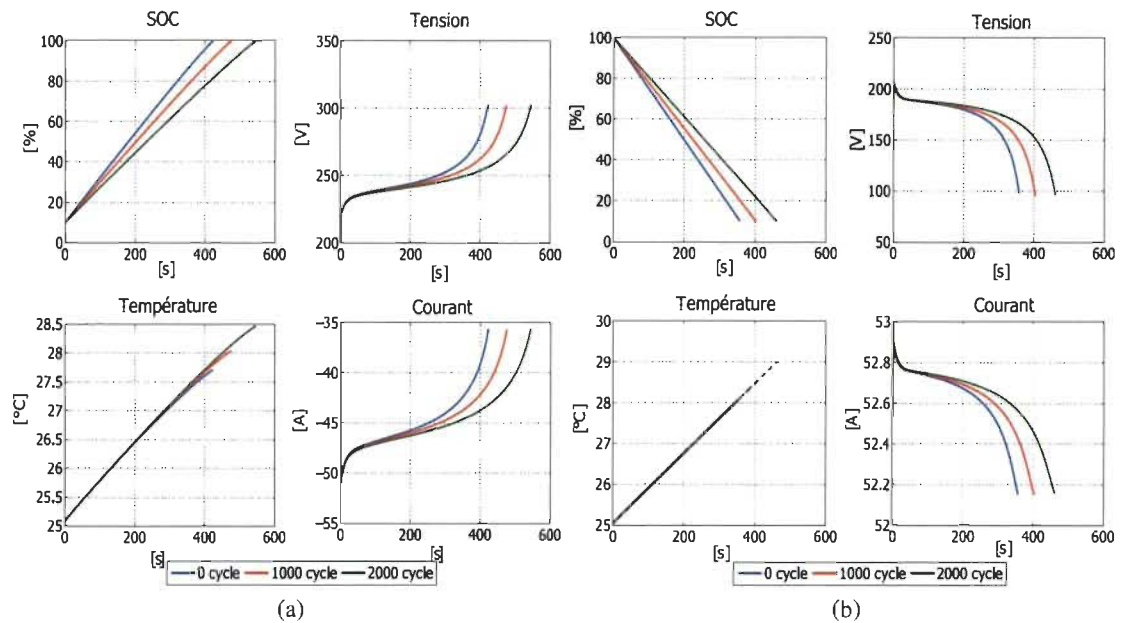 SOC
100
80
60
40
20
0
[%]
0 200 400 600
[s]
Tension
350
300
250
200
[V]
0 200 400 600
[s]
SOC
100
80
60
40
20
0
[%]
0 200 400 600
[s]
Tension
250
200
150
100
50
[V]
0 200 400 600
[s]
Température
28.5
28
27.5
27
26.5
26
25.5
25
[ºC]
0 200 400 600
[s]
Courant
−35
−40
−45
−50
−55
[A]
0 200 400 600
[s]
Température
30
29
28
27
26
25
[ºC]
0 200 400 600
[s]
Courant
53
52.8
52.6
52.4
52.2
52
[A]
0 200 400 600
[s]
0 cycle 1000 cycle 2000 cycle
0 cycle 1000 cycle 2000 cycle
(a)
(b)